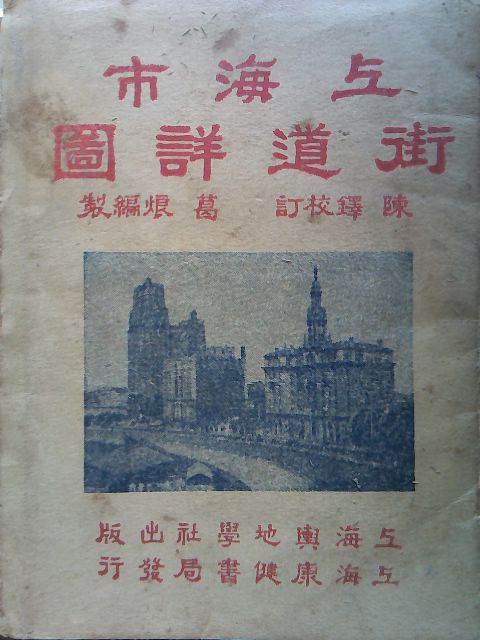 上海市
街道詳圖
陳鐸校訂 葛烺編製
上海輿地學社出版
上海康健書局發行